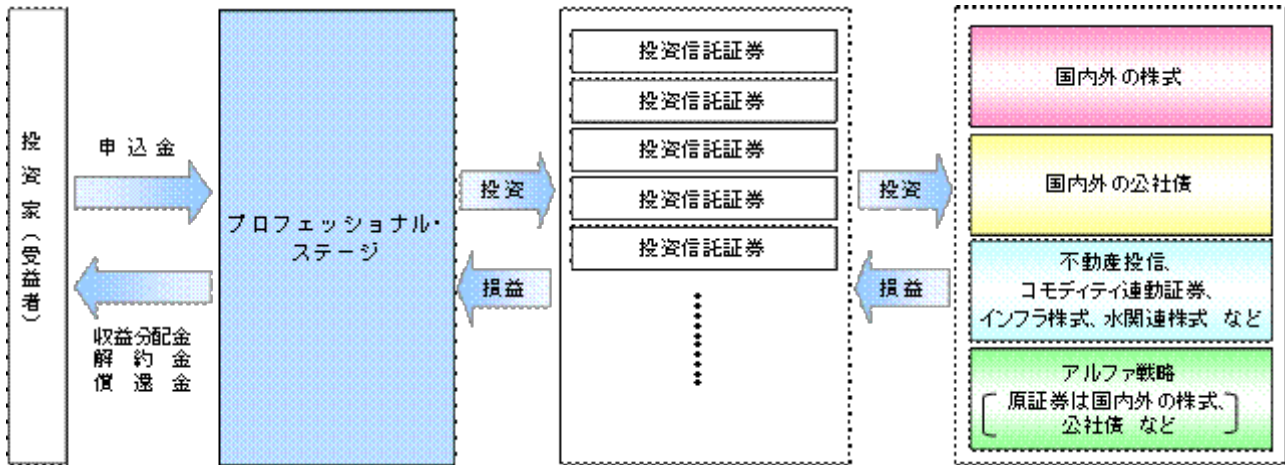 投資家（受益者）
申込金
収益分配金
解約金
償還金
プロフェッショナル・
ステージ
投資
損益
投資信託証券
投資信託証券
投資信託証券
投資信託証券
投資信託証券
投資
損益
国内外の株式
国内外の公社債
不動産投信、
コモディティ連動証券、
インフラ株式、水関連株式 など
アルファ戦略
原証券は国内外の株式、
公社債 など